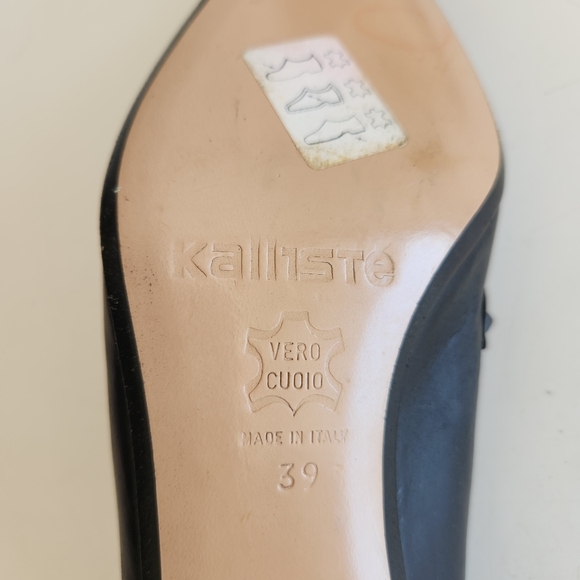 Kallisté
VERO
CUOIO
MADE IN ITALY
39